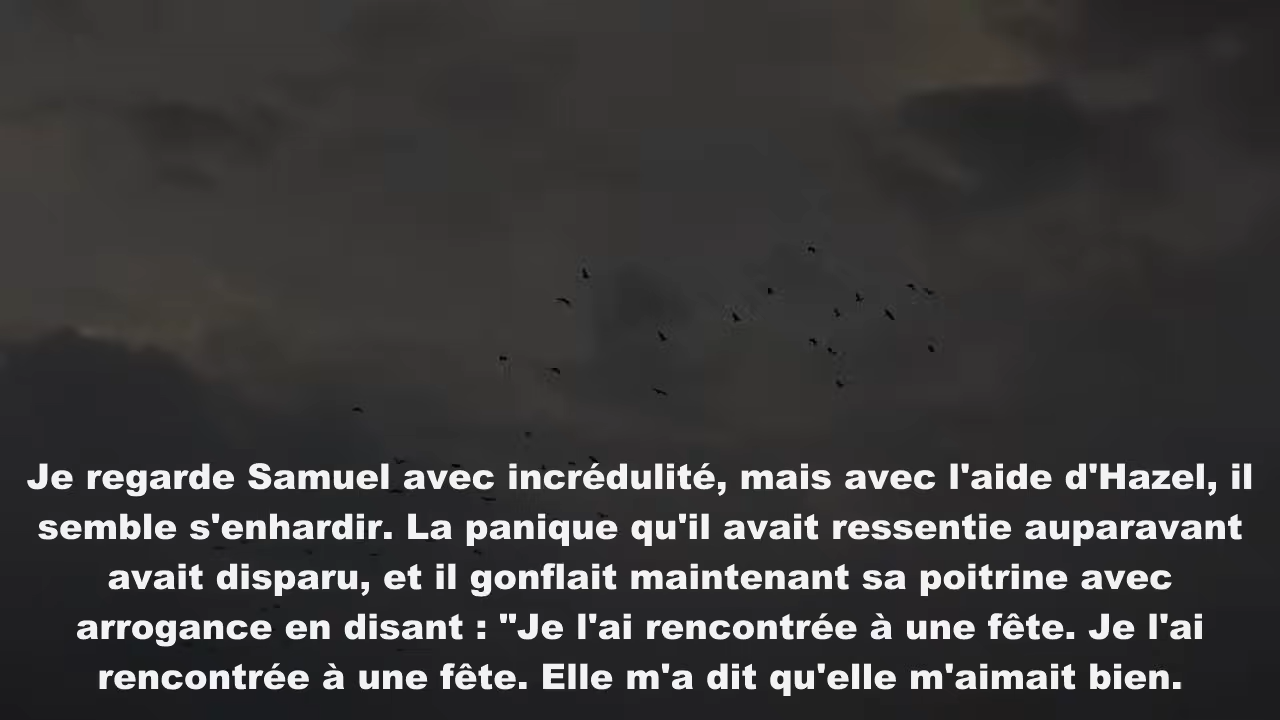 Je regarde Samuel avec incrédulité, mais avec l'aide d'Hazel, il
semble s'enhardir. La panique qu'il avait ressentie auparavant
avait disparu, et il gonflait maintenant sa poitrine avec
arrogance en disant : "Je l'ai rencontrée à une fête. Je l'ai
rencontrée à une fête. Elle m'a dit qu'elle m'aimait bien.